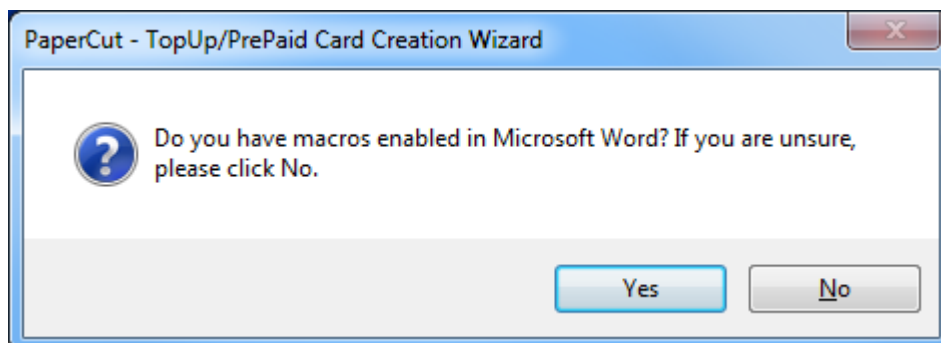 PaperCut - TopUp/PrePaid Card Creation Wizard
Do you have macros enabled in Microsoft Word? If you are unsure,
please click No.
Yes
No